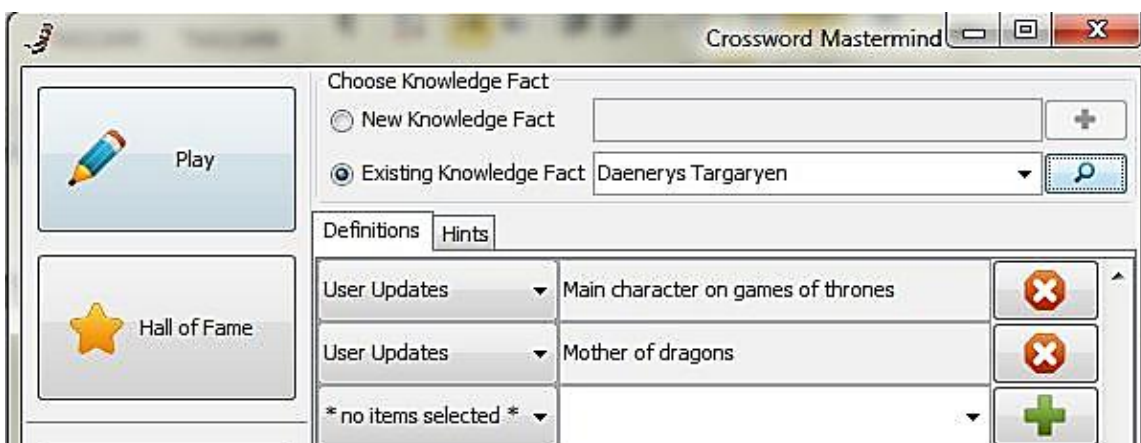 Crossword Mastermind
Choose Knowledge Fact
New Knowledge Fact
Play
Existing Knowledge Fact Daenerys Targaryen
Definitions Hints
User Updates Main character on games of thrones
Hall of Fame
User Updates Mother of dragons
* no items selected *